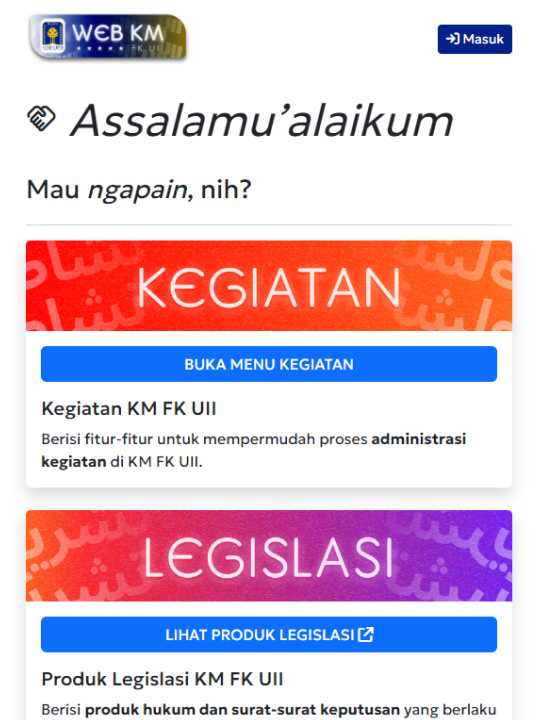 WEB KM
FK UII
Masuk
Assalamu’alaikum
Mau ngapain, nih?
KEGIATAN
BUKA MENU KEGIATAN
Kegiatan KM FK UII
Berisi fitur-fitur untuk mempermudah proses administrasi
kegiatan di KM FK UII.
LEGISLASI
LIHAT PRODUK LEGISLASI
Produk Legislasi KM FK UII
Berisi produk hukum dan surat-surat keputusan yang berlaku